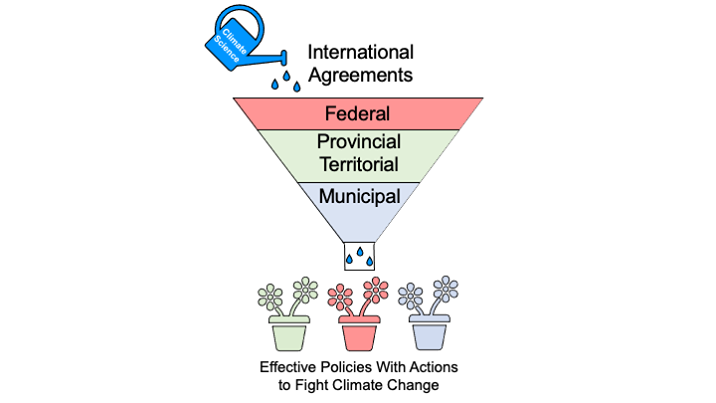 Climate
Science
International
Agreements
Federal
Provincial
Territorial
Municipal
Effective Policies With Actions
to Fight Climate Change